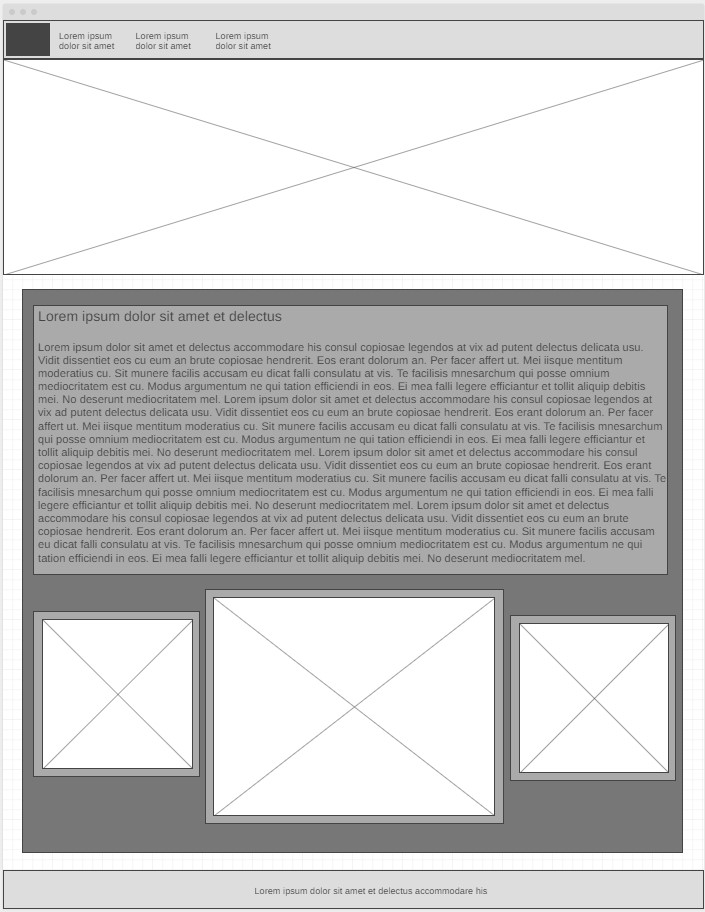 Lorem ipsum
dolor sit amet
Lorem ipsum
dolor sit amet
Lorem ipsum
dolor sit amet
Lorem ipsum dolor sit amet et delectus
Lorem ipsum dolor sit amet et delectus accommodare his consul copiosae legendos at vix ad putent delectus delicata usu.
Vidit dissentiet eos cu eum an brute copiosae hendrerit. Eos erant dolorum an. Per facer affert ut. Mei iisque mentitum
moderatius cu. Sit munere facilis accusam eu dicat falli consulatu at vis. Te facilisis mnesarchum qui posse omnium
mediocritatem est cu. Modus argumentum ne qui tation efficiendi in eos. Ei mea falli legere efficiantur et tollit aliquip debitis
mei. No deserunt mediocritatem mel. Lorem ipsum dolor sit amet et delectus accommodare his consul copiosae legendos at
vix ad putent delectus delicata usu. Vidit dissentiet eos cu eum an brute copiosae hendrerit. Eos erant dolorum an. Per facer
affert ut. Mei iisque mentitum moderatius cu. Sit munere facilis accusam eu dicat falli consulatu at vis. Te facilisis mnesarchum
qui posse omnium mediocritatem est cu. Modus argumentum ne qui tation efficiendi in eos. Ei mea falli legere efficiantur et
tollit aliquip debitis mei. No deserunt mediocritatem mel. Lorem ipsum dolor sit amet et delectus accommodare his consul
copiosae legendos at vix ad putent delectus delicata usu. Vidit dissentiet eos cu eum an brute copiosae hendrerit. Eos erant
dolorum an. Per facer affert ut. Mei iisque mentitum moderatius cu. Sit munere facilis accusam eu dicat falli consulatu at vis. Te
facilisis mnesarchum qui posse omnium mediocritatem est cu. Modus argumentum ne qui tation efficiendi in eos. Ei mea falli
legere efficiantur et tollit aliquip debitis mei. No deserunt mediocritatem mel. Lorem ipsum dolor sit amet et delectus
accommodare his consul copiosae legendos at vix ad putent delectus delicata usu. Vidit dissentiet eos cu eum an brute
copiosae hendrerit. Eos erant dolorum an. Per facer affert ut. Mei iisque mentitum moderatius cu. Sit munere facilis accusam
eu dicat falli consulatu at vis. Te facilisis mnesarchum qui posse omnium mediocritatem est cu. Modus argumentum ne qui
tation efficiendi in eos. Ei mea falli legere efficiantur et tollit aliquip debitis mei. No deserunt mediocritatem mel.
Lorem ipsum dolor sit amet et delectus accommodare his